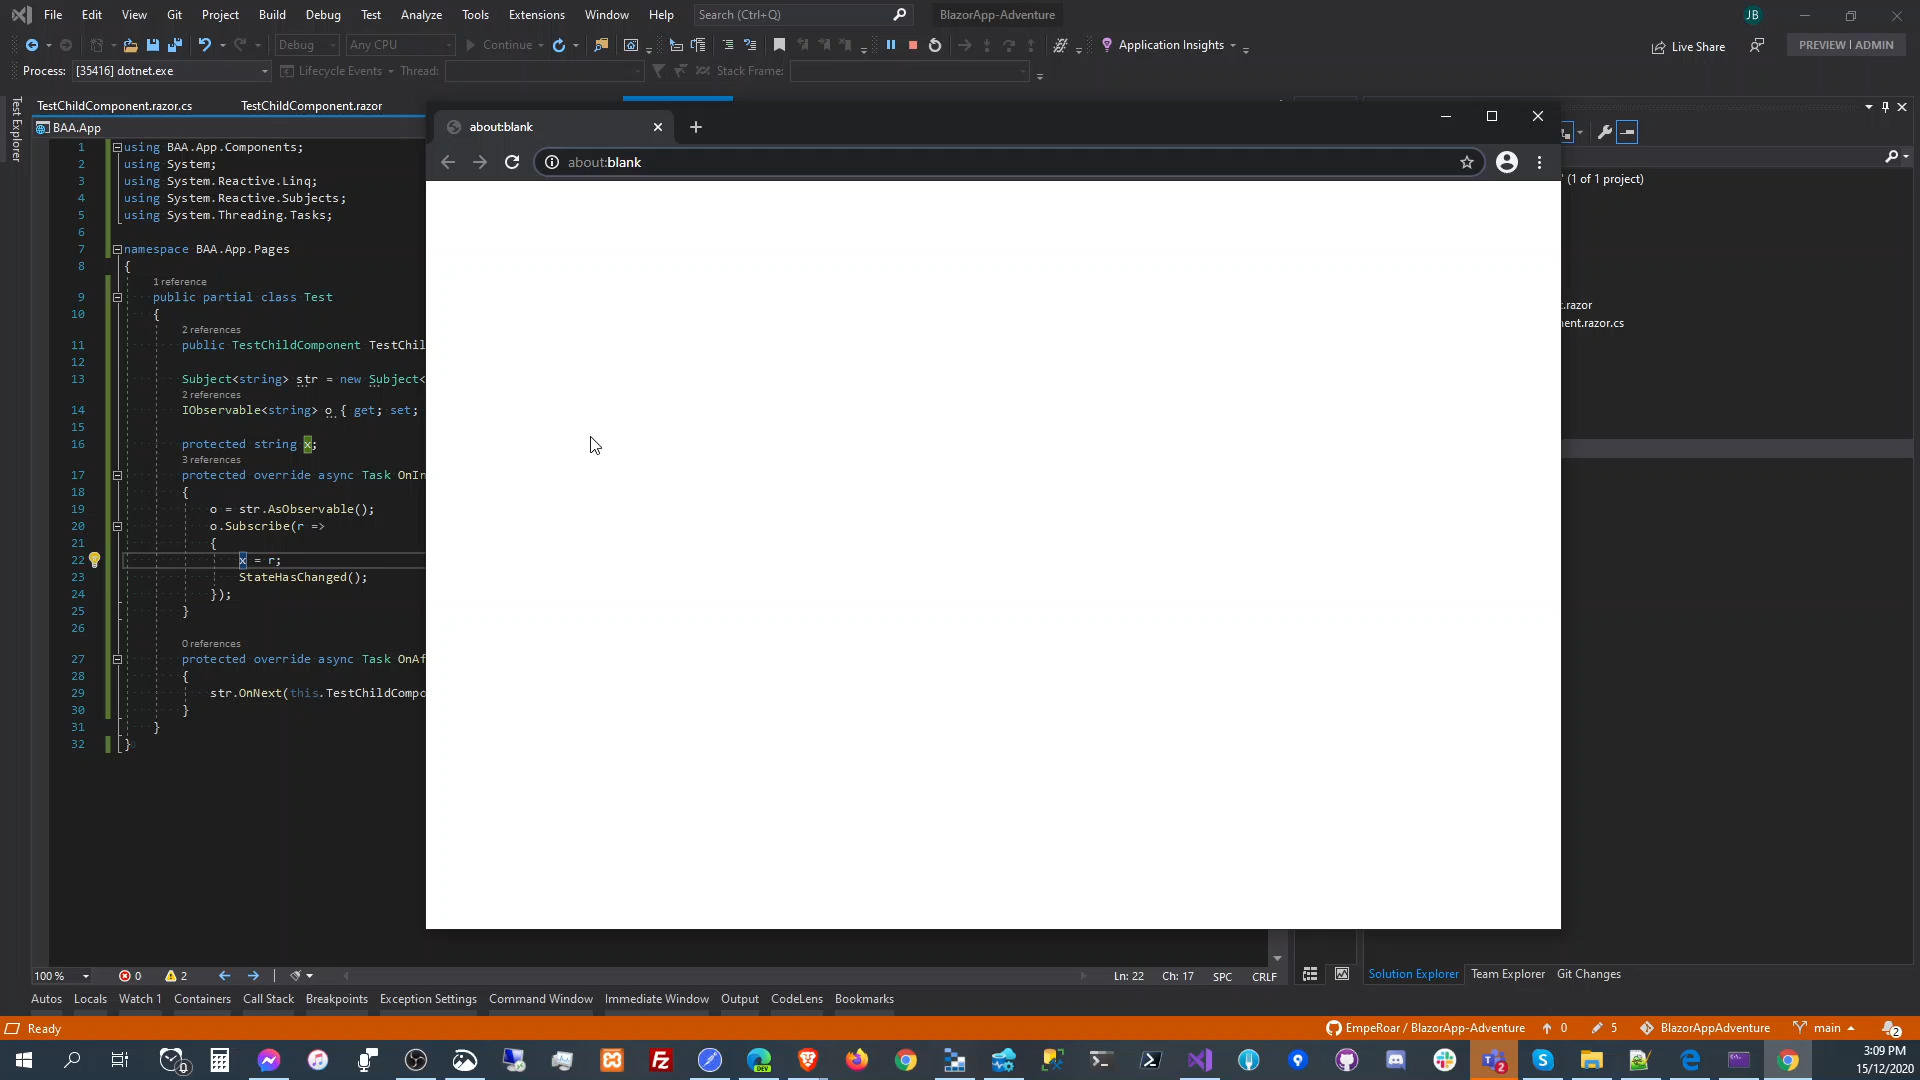 File Edit View Git Project Build Debug Test Analyze Tools Extensions Window Help Search (Ctrl+Q) BlazorApp-Adventure JB
Debug Any CPU Continue Application Insights Live Share PREVIEW | ADMIN
Process: [35416] dotnet.exe Lifecycle Events Thread: Stack Frame:
Test Explorer
TestChildComponent.razor.cs TestChildComponent.razor
BAA.App
about:blank
about:blank
1 using BAA.App.Components;
2 using System;
3 using System.Reactive.Linq;
4 using System.Reactive.Subjects;
5 using System.Threading.Tasks;
6
7 namespace BAA.App.Pages
8 {
1 reference
9 public partial class Test
10 {
2 references
11 public TestChildComponent TestChil
12
13 Subject<string> str = new Subject<
2 references
14 IObservable<string> o { get; set;
15
16 protected string x;
3 references
17 protected override async Task OnIn
18 {
19 o = str.AsObservable();
20 o.Subscribe(r =>
21 {
22 x = r;
23 StateHasChanged();
24 });
25 }
26
0 references
27 protected override async Task OnAf
28 {
29 str.OnNext(this.TestChildCompo
30 }
31 }
32 }
(1 of 1 project)
.razor
nent.razor.cs
100 % 0 2 Ln: 22 Ch: 17 SPC CRLF
Solution Explorer Team Explorer Git Changes
Autos Locals Watch 1 Containers Call Stack Breakpoints Exception Settings Command Window Immediate Window Output CodeLens Bookmarks
Ready EmpeRoar / BlazorApp-Adventure 0 5 BlazorAppAdventure main 2
3:09 PM
15/12/2020